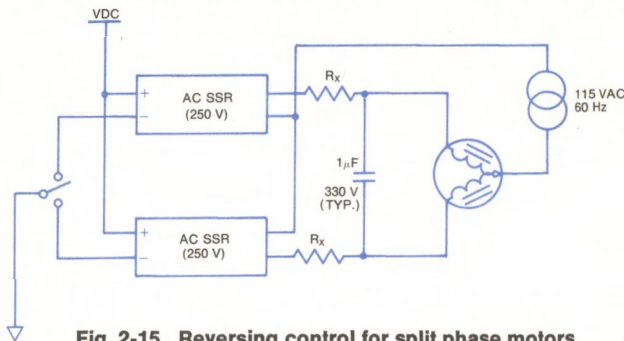 VDC
+
AC SSR
(250 V)
−
Rx
115 VAC
60 Hz
1µF
330 V
(TYP.)
+
AC SSR
(250 V)
−
Rx
Fig. 2-15 Reversing control for split phase motors